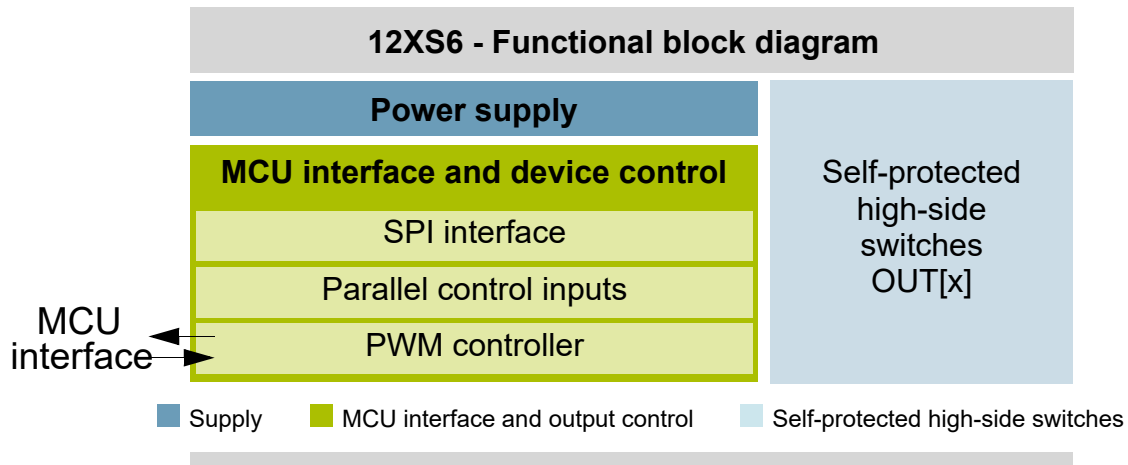 12XS6 - Functional block diagram
Power supply
MCU interface and device control
SPI interface
Parallel control inputs
PWM controller
Self-protected
high-side
switches
OUT[x]
MCU
interface
Supply
MCU interface and output control
Self-protected high-side switches